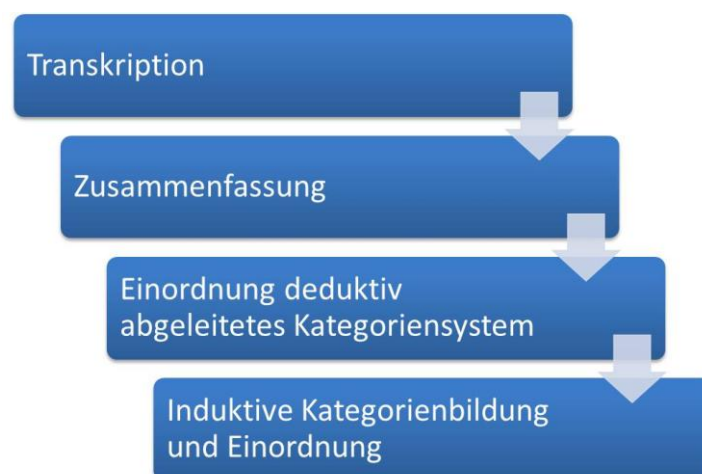 Transkription
Zusammenfassung
Einordnung deduktiv
abgeleitetes Kategoriensystem
Induktive Kategorienbildung
und Einordnung